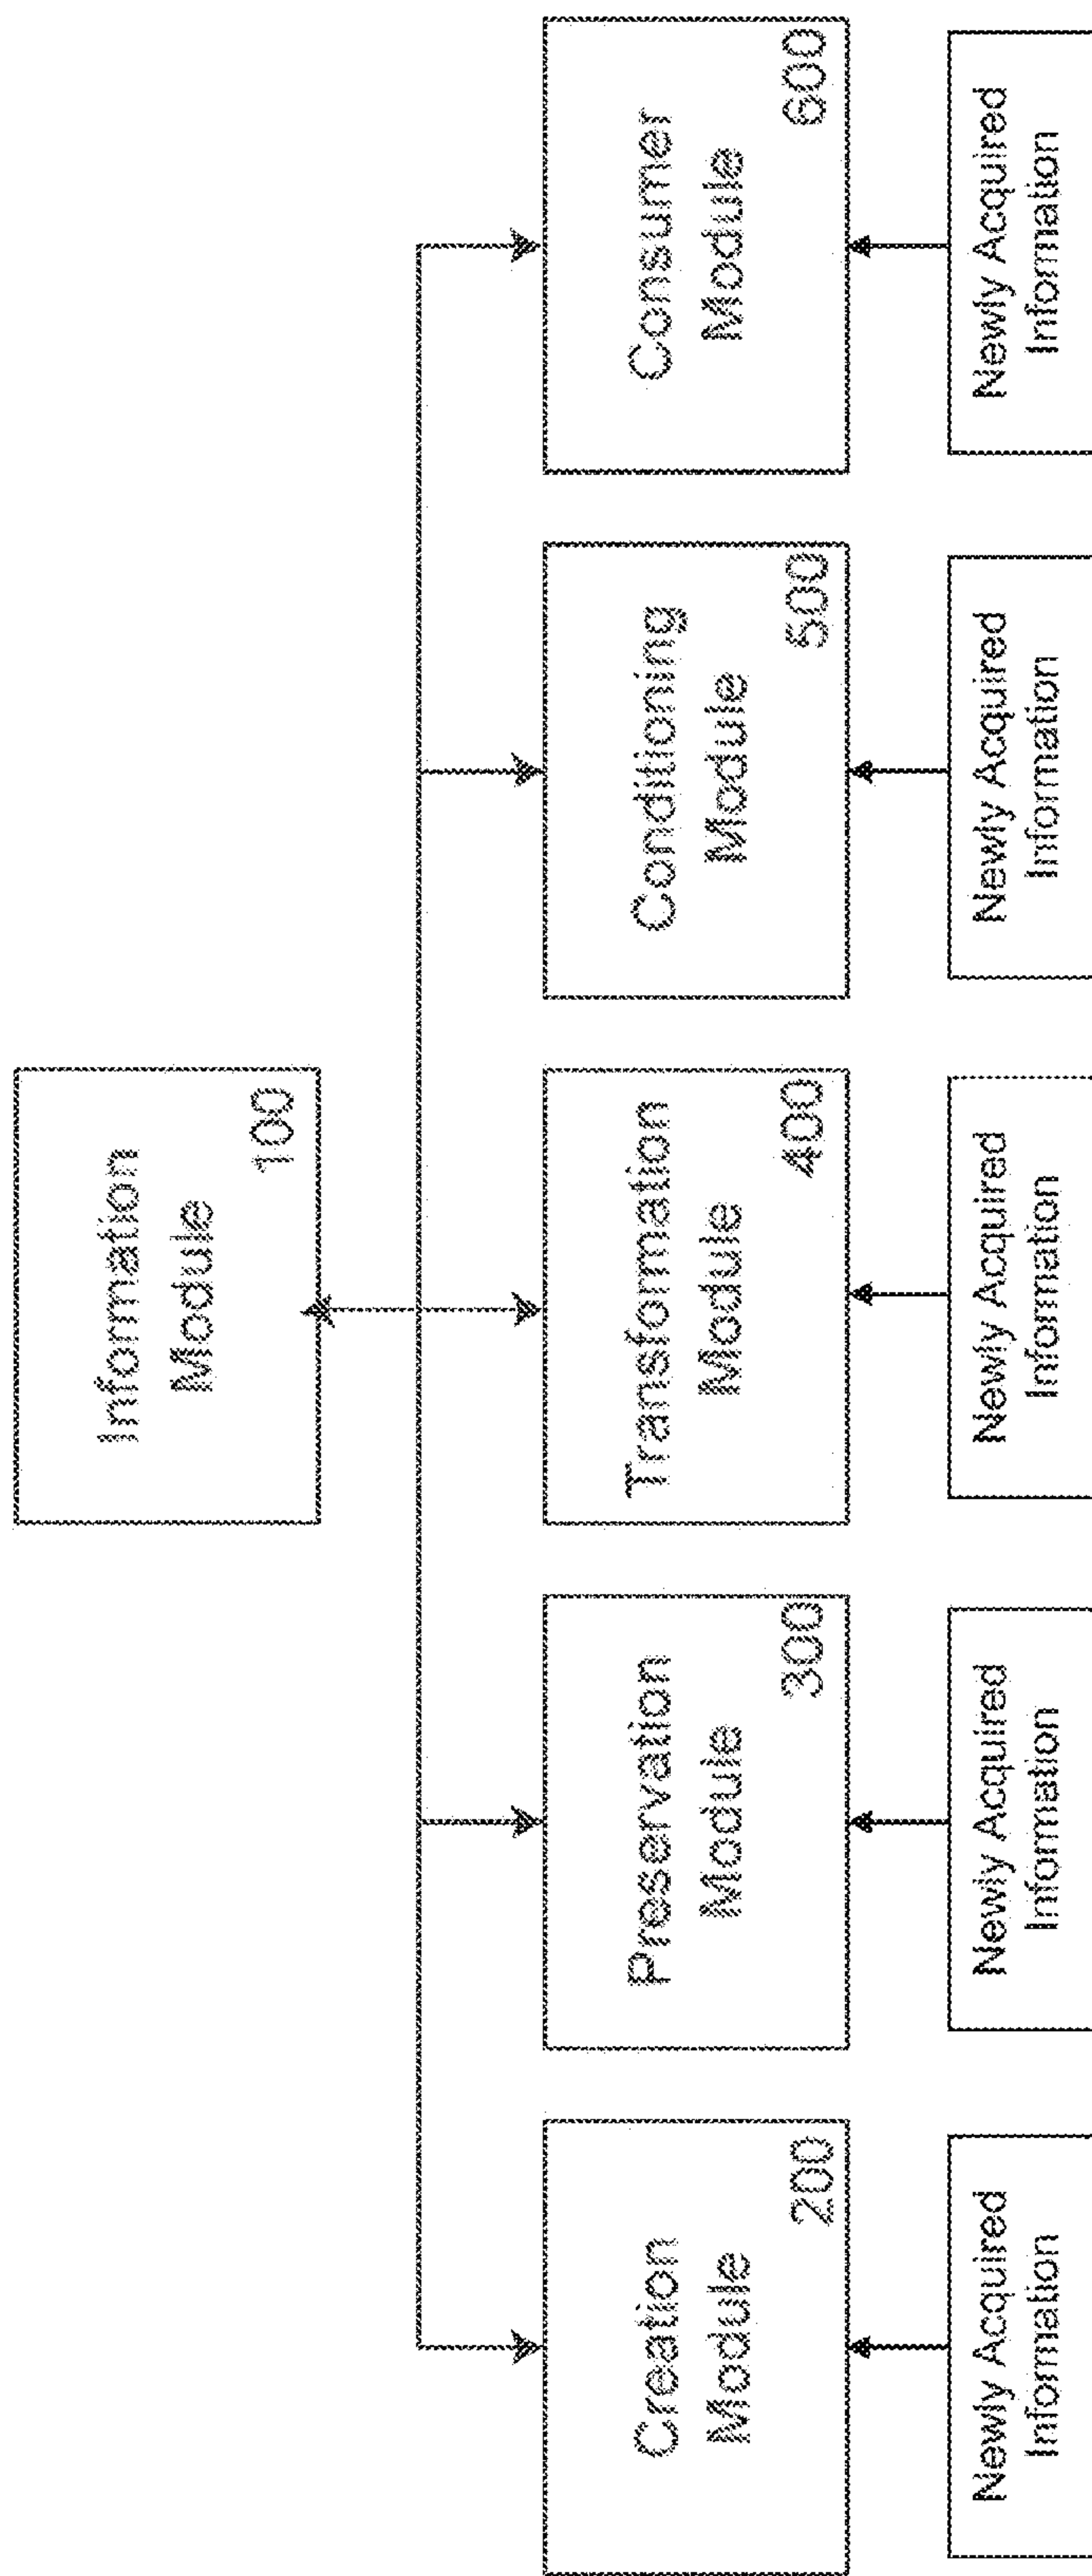 Information
Module
100
Creation
Module
200
Preservation
Module
300
Transformation
Module
400
Conditioning
Module
500
Consumer
Module
600
Newly Acquired
Information
Newly Acquired
Information
Newly Acquired
Information
Newly Acquired
Information
Newly Acquired
Information